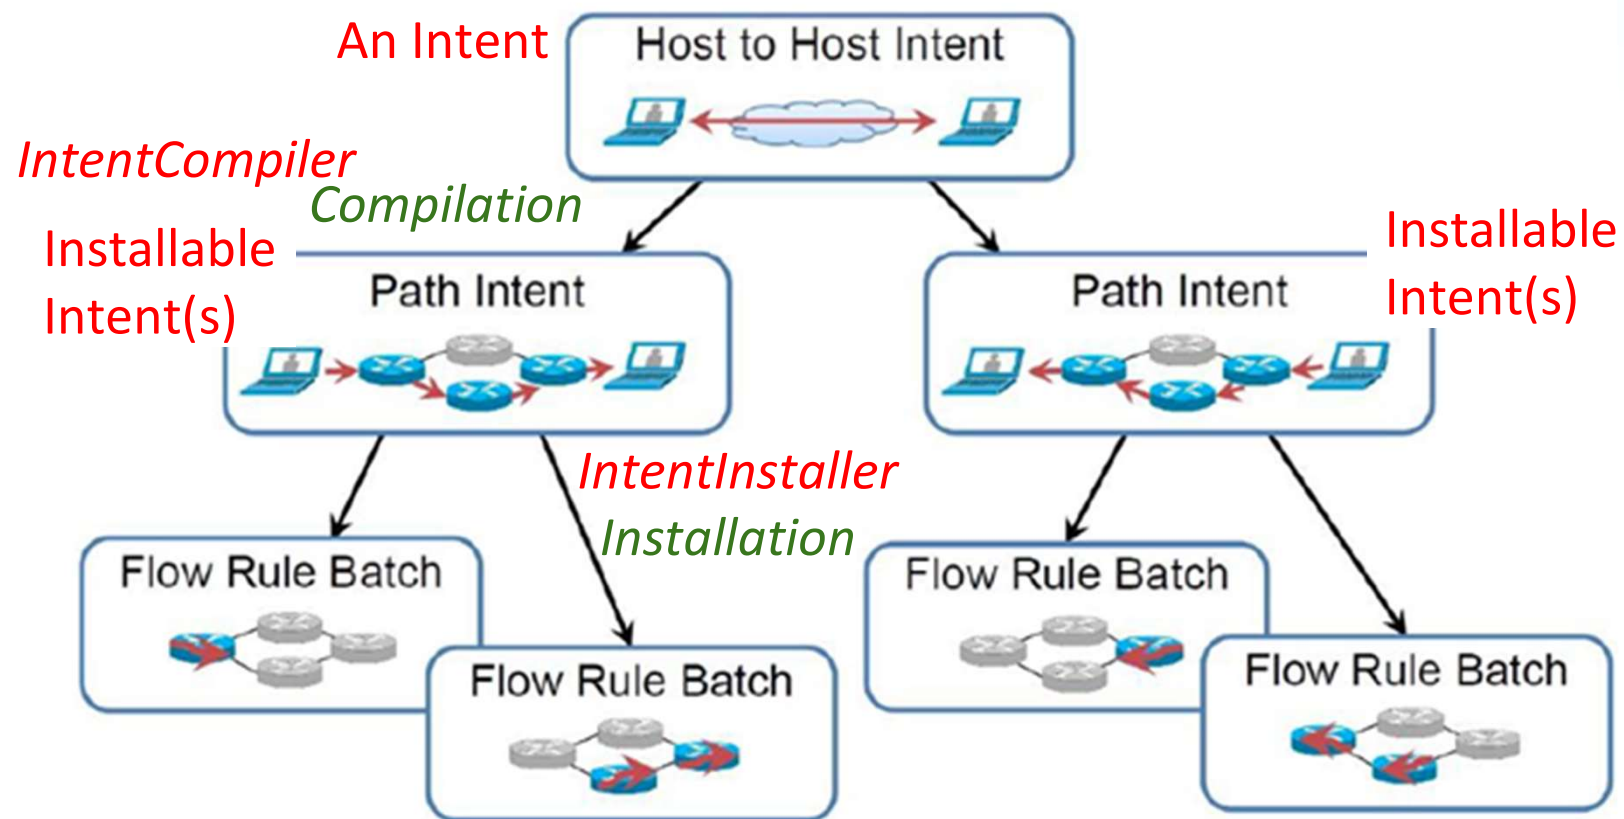 An Intent
Host to Host Intent
IntentCompiler
Compilation
Installable
Intent(s)
Path Intent
Path Intent
Installable
Intent(s)
IntentInstaller
Installation
Flow Rule Batch
Flow Rule Batch
Flow Rule Batch
Flow Rule Batch